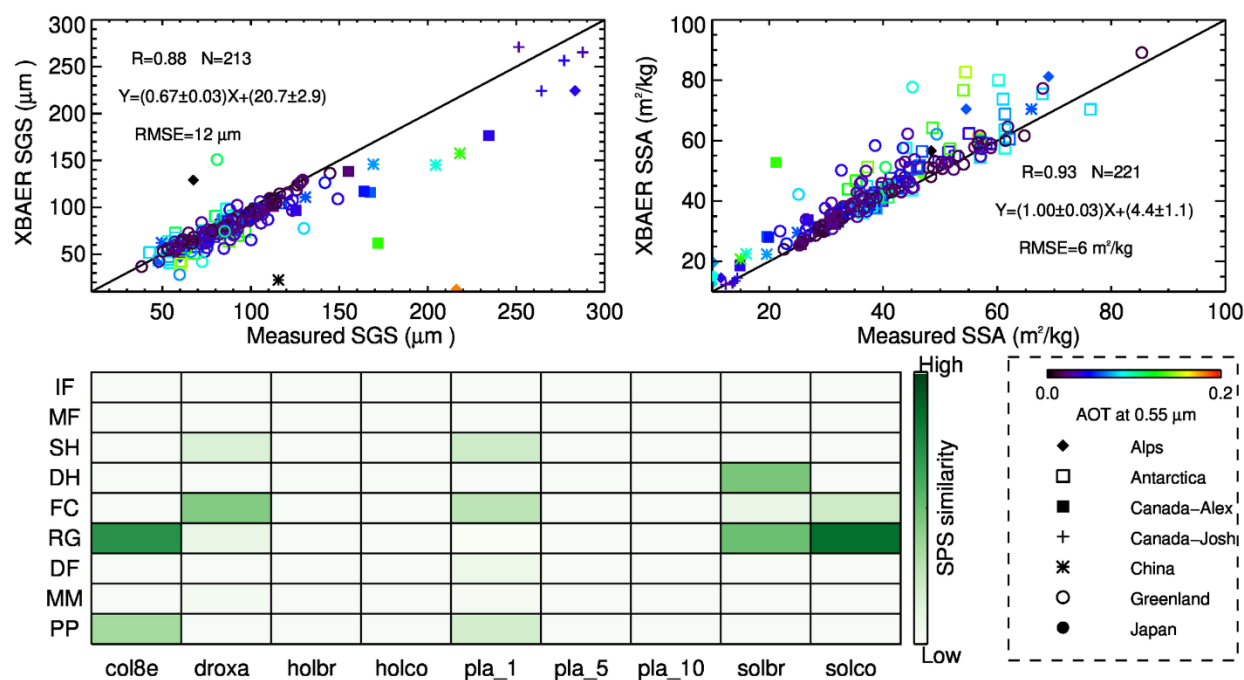 300
250
200
150
100
50
XBAER SGS (μm )
R=0.88 N=213
Y=(0.67±0.03)X+(20.7±2.9)
RMSE=12 μm
50 100 150 200 250 300
Measured SGS (μm )
100
80
60
40
20
XBAER SSA (m²/kg)
R=0.93 N=221
Y=(1.00±0.03)X+(4.4±1.1)
RMSE=6 m²/kg
20 40 60 80 100
Measured SSA (m²/kg)
IF
MF
SH
DH
FC
RG
DF
MM
PP
col8e droxa holbr holco pla_1 pla_5 pla_10 solbr solco
High
SPS similarity
Low
0.0 0.2
AOT at 0.55 μm
Alps
Antarctica
Canada-Alex
Canada-Josh
China
Greenland
Japan